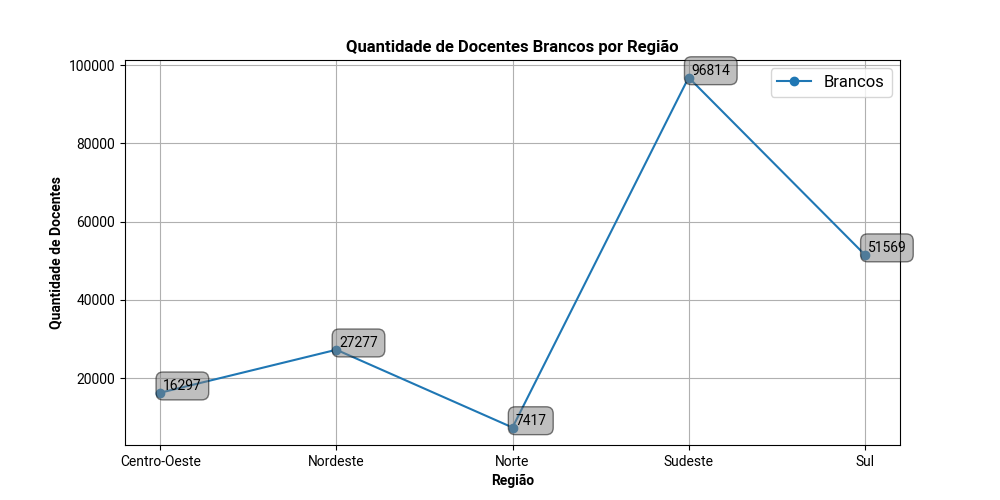 Quantidade de Docentes Brancos por Região
Quantidade de Docentes
100000
80000
60000
40000
20000
Brancos
16297
27277
7417
96814
51569
Centro-Oeste
Nordeste
Norte
Sudeste
Sul
Região